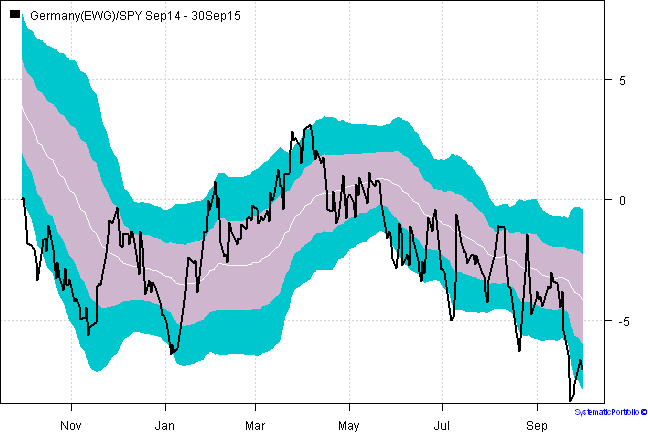 Germany(EWG)/SPY Sep14 - 30Sep15
5
0
-5
Nov Jan Mar May Jul Sep
SystematicPortfolio ©